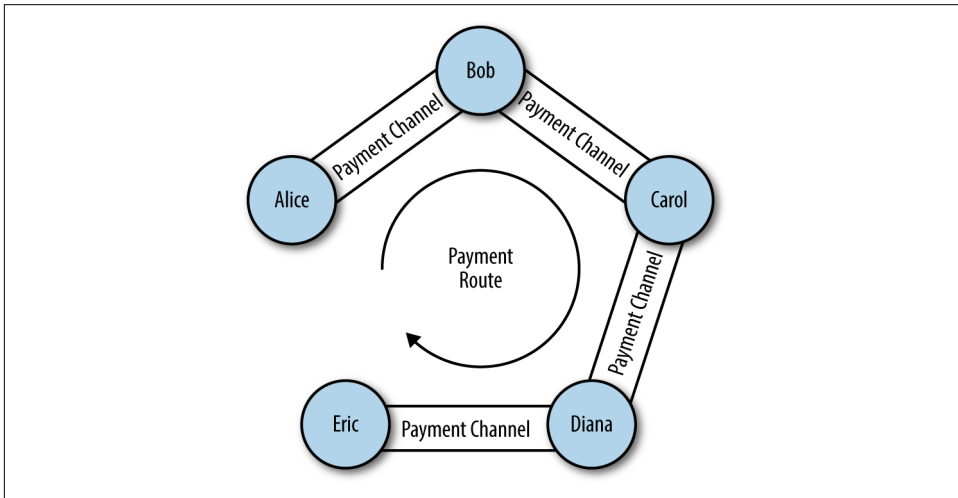 Bob
Payment Channel
Payment Channel
Alice
Carol
Payment
Route
Payment Channel
Eric
Payment Channel
Diana